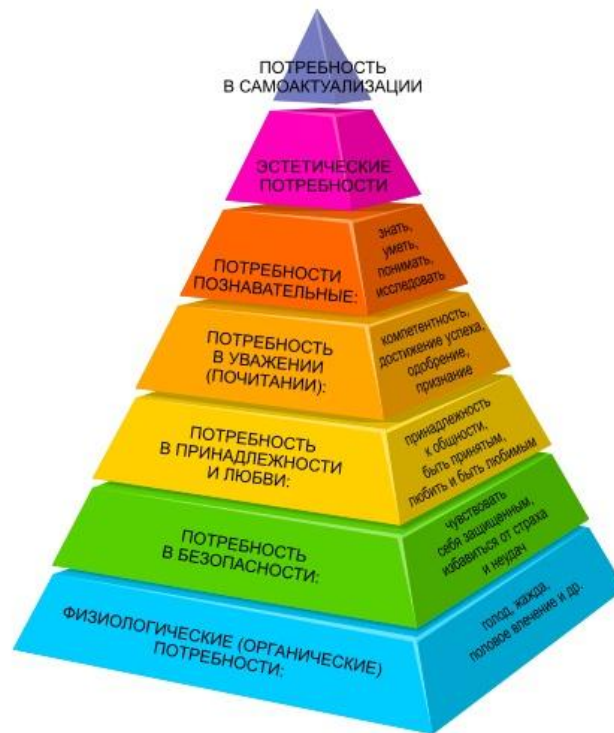 ПОТРЕБНОСТЬ
В САМОАКТУАЛИЗАЦИИ
ЭСТЕТИЧЕСКИЕ
ПОТРЕБНОСТИ
ПОТРЕБНОСТИ
ПОЗНАВАТЕЛЬНЫЕ:
знать,
уметь,
понимать,
исследовать
ПОТРЕБНОСТЬ
В УВАЖЕНИИ
(ПОЧИТАНИИ):
компетентность,
достижение успеха,
одобрение,
признание
ПОТРЕБНОСТЬ
В ПРИНАДЛЕЖНОСТИ
И ЛЮБВИ:
принадлежность
к общности,
быть принятым,
любить и быть любимым
ПОТРЕБНОСТЬ
В БЕЗОПАСНОСТИ:
чувствовать
себя защищенным,
избавиться от страха
и неудач
ФИЗИОЛОГИЧЕСКИЕ (ОРГАНИЧЕСКИЕ)
ПОТРЕБНОСТИ:
голод, жажда,
половое влечение и др.